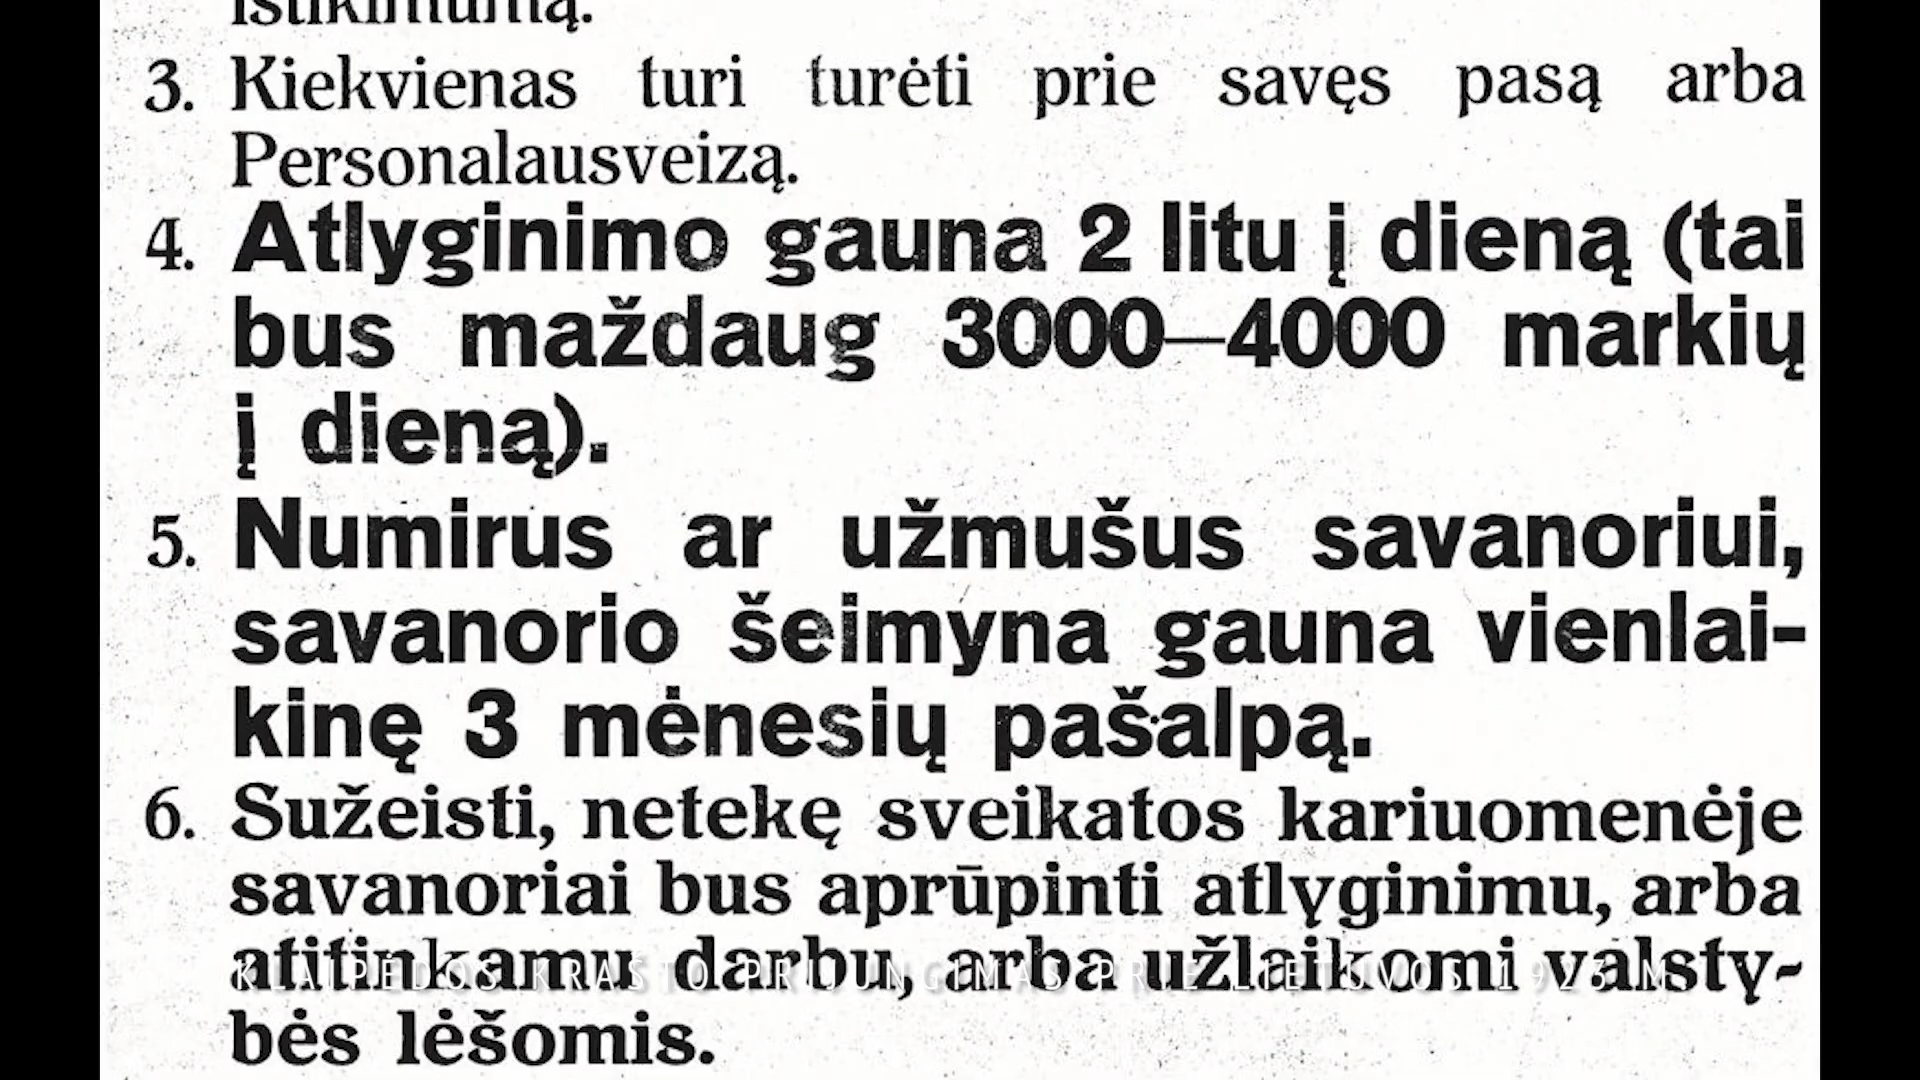 ištikimumą.
3. Kiekvienas turi turėti prie savęs pasą arba
Personalausveizą.
4. Atlyginimo gauna 2 litu į dieną (tai
bus maždaug 3000—4000 markių
į dieną).
5. Numirus ar užmušus savanoriui,
savanorio šeimyna gauna vienlai-
kinę 3 mėnesių pašalpą.
6. Sužeisti, netekę sveikatos kariuomenėje
savanoriai bus aprūpinti atlyginimu, arba
atitinkamu darbu, arba užlaikomi valsty-
KLAIPĖDOS KRAŠTO PRIJUNGIMAS PRIE LIETUVOS 1923 M.
bės lėšomis.